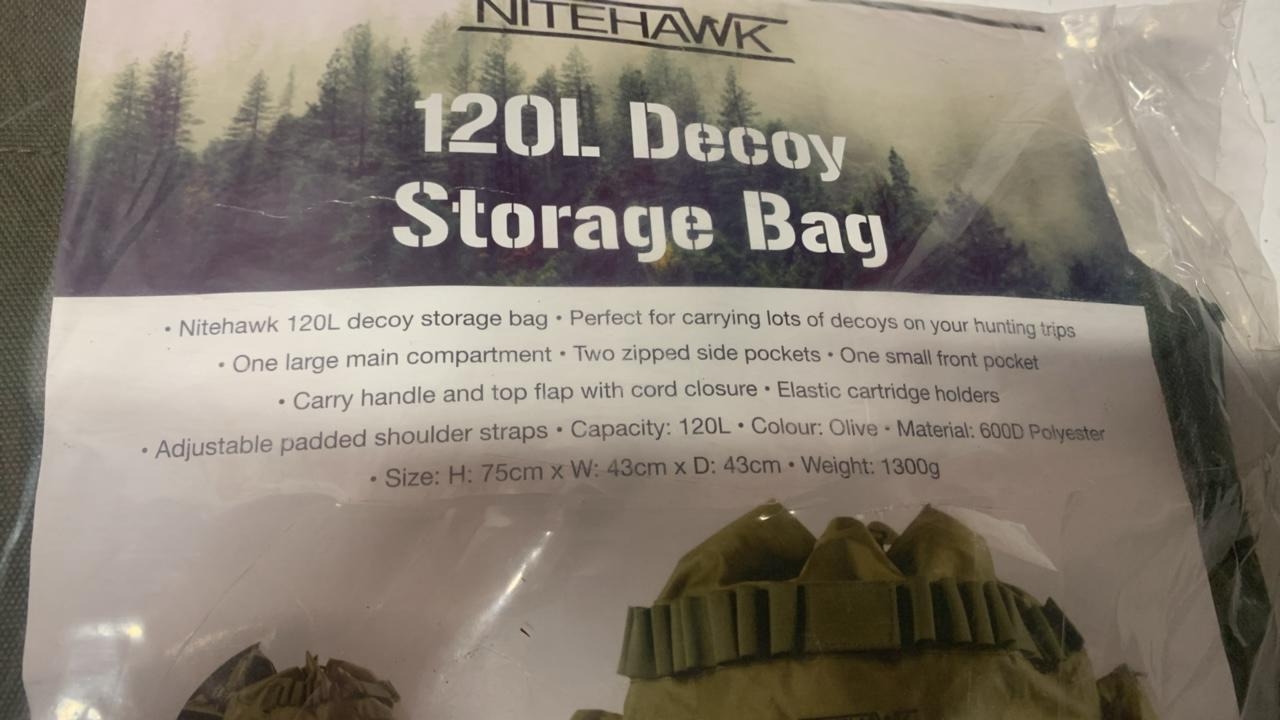 NITEHAWK
120L Decoy
Storage Bag
• Nitehawk 120L decoy storage bag • Perfect for carrying lots of decoys on your hunting trips
• One large main compartment • Two zipped side pockets • One small front pocket
• Carry handle and top flap with cord closure • Elastic cartridge holders
• Adjustable padded shoulder straps • Capacity: 120L • Colour: Olive • Material: 600D Polyester
• Size: H: 75cm x W: 43cm x D: 43cm • Weight: 1300g
NITEHAWK